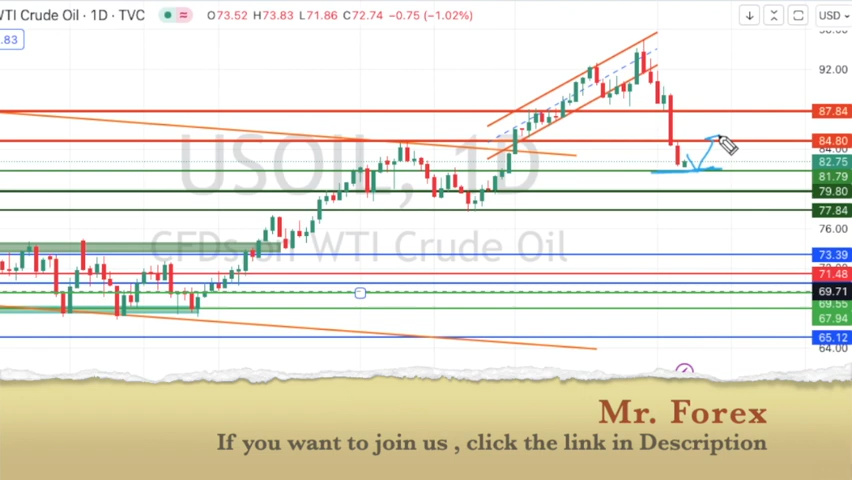 WTI Crude Oil · 1D · TVC O73.52 H73.83 L71.86 C72.74 −0.75 (−1.02%)
USD
.83
92.00
87.84
84.80
84.00
82.75
81.79
79.80
77.84
76.00
73.39
71.48
69.71
69.55
67.94
65.12
64.00
USOIL, 1D
CFDs on WTI Crude Oil
Mr. Forex
If you want to join us , click the link in Description